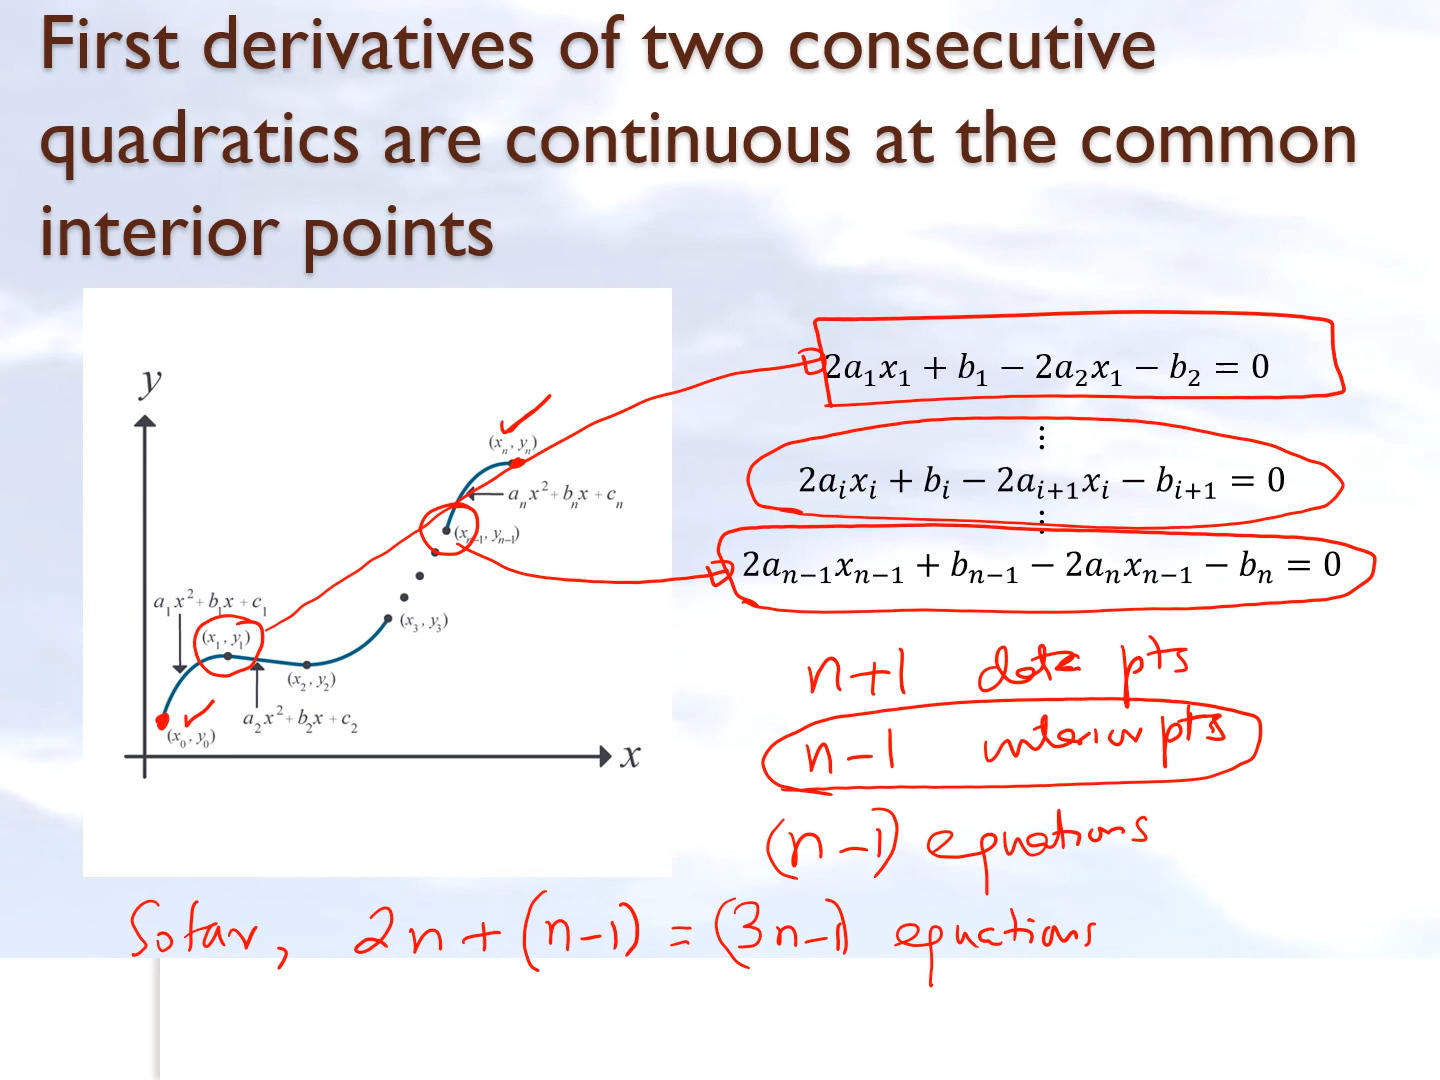 First derivatives of two consecutive
quadratics are continuous at the common
interior points
y
(xₙ, yₙ)
aₙx² + bₙx + cₙ
(xₙ₋₁, yₙ₋₁)
(x₃, y₃)
a₁x² + b₁x + c₁
(x₁, y₁)
(x₂, y₂)
a₂x² + b₂x + c₂
(x₀, y₀)
x
2a₁x₁ + b₁ − 2a₂x₁ − b₂ = 0
⋮
2aᵢxᵢ + bᵢ − 2aᵢ₊₁xᵢ − bᵢ₊₁ = 0
⋮
2aₙ₋₁xₙ₋₁ + bₙ₋₁ − 2aₙxₙ₋₁ − bₙ = 0
n+1 data pts
n−1 interior pts
(n−1) equations
So far, 2n + (n−1) = (3n−1) equations